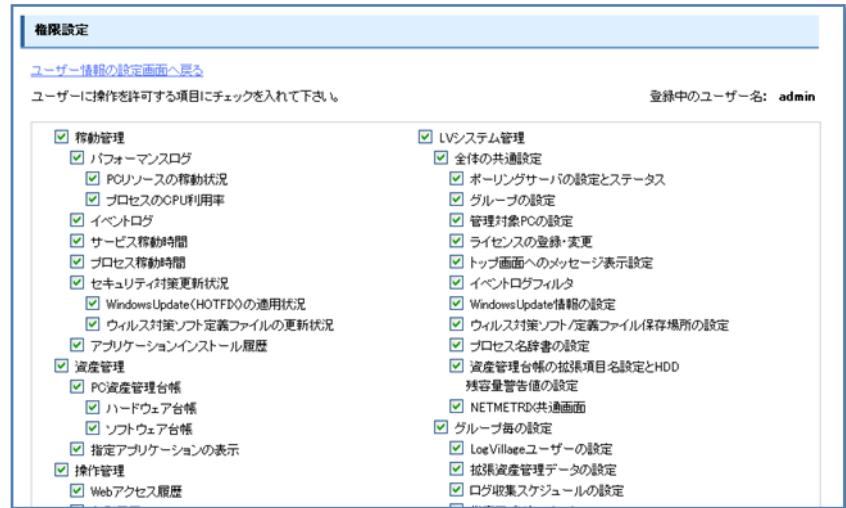 権限設定
ユーザー情報の設定画面へ戻る
ユーザーに操作を許可する項目にチェックを入れて下さい。
登録中のユーザー名: admin
稼動管理
パフォーマンスログ
PCリソースの稼動状況
プロセスのCPU利用率
イベントログ
サービス稼動時間
プロセス稼動時間
セキュリティ対策更新状況
WindowsUpdate(HOTFIX)の適用状況
ウィルス対策ソフト定義ファイルの更新状況
アプリケーションインストール履歴
資産管理
PC資産管理台帳
ハードウェア台帳
ソフトウェア台帳
指定アプリケーションの表示
操作管理
Webアクセス履歴
LVシステム管理
全体の共通設定
ポーリングサーバの設定とステータス
グループの設定
管理対象PCの設定
ライセンスの登録・変更
トップ画面へのメッセージ表示設定
イベントログフィルタ
WindowsUpdate情報の設定
ウィルス対策ソフト/定義ファイル保存場所の設定
プロセス名辞書の設定
資産管理台帳の拡張項目名設定とHDD
残容量警告値の設定
NETMETRIX共通画面
グループ毎の設定
LogVillageユーザーの設定
拡張資産管理データの設定
ログ収集スケジュールの設定